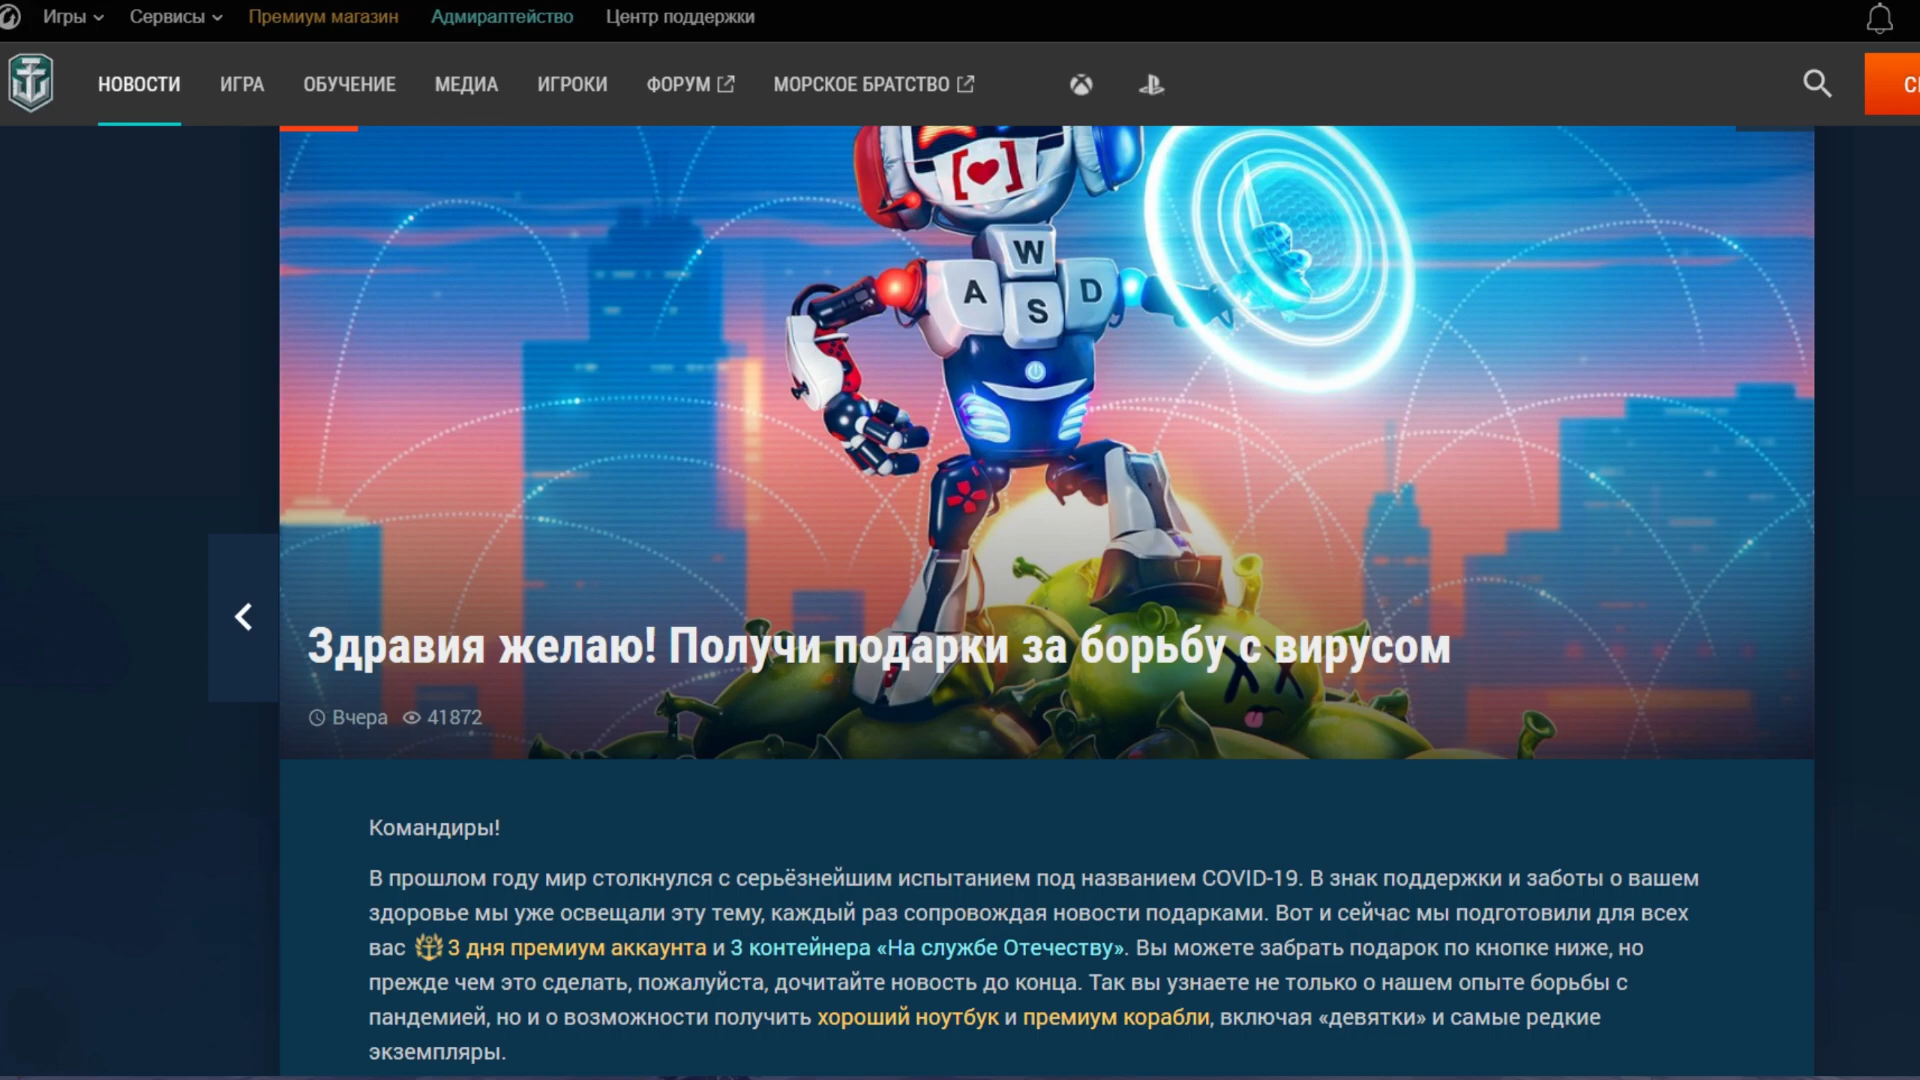 Игры Сервисы Премиум магазин Адмиралтейство Центр поддержки
НОВОСТИ ИГРА ОБУЧЕНИЕ МЕДИА ИГРОКИ ФОРУМ МОРСКОЕ БРАТСТВО
W
A S D
Здравия желаю! Получи подарки за борьбу с вирусом
Вчера 41872
Командиры!
В прошлом году мир столкнулся с серьёзнейшим испытанием под названием COVID-19. В знак поддержки и заботы о вашем
здоровье мы уже освещали эту тему, каждый раз сопровождая новости подарками. Вот и сейчас мы подготовили для всех
вас 3 дня премиум аккаунта и 3 контейнера «На службе Отечеству». Вы можете забрать подарок по кнопке ниже, но
прежде чем это сделать, пожалуйста, дочитайте новость до конца. Так вы узнаете не только о нашем опыте борьбы с
пандемией, но и о возможности получить хороший ноутбук и премиум корабли, включая «девятки» и самые редкие
экземпляры.